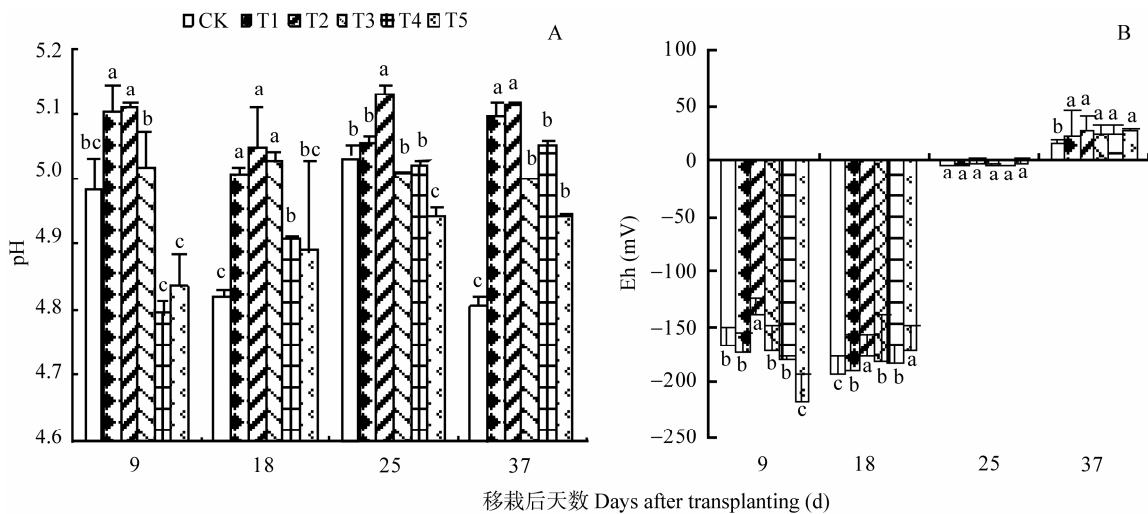 CK T1 T2 T3 T4 T5
A
5.2
5.1
5.0
4.9
4.8
4.7
4.6
pH
bc a a b c c
c a a a b bc
b b a b b c
c a a b b c
9 18 25 37
B
100
50
0
−50
−100
−150
−200
−250
Eh (mV)
b b a b b c
c b a b b a
a a a a a a
b a a a a a
9 18 25 37
移栽后天数 Days after transplanting (d)